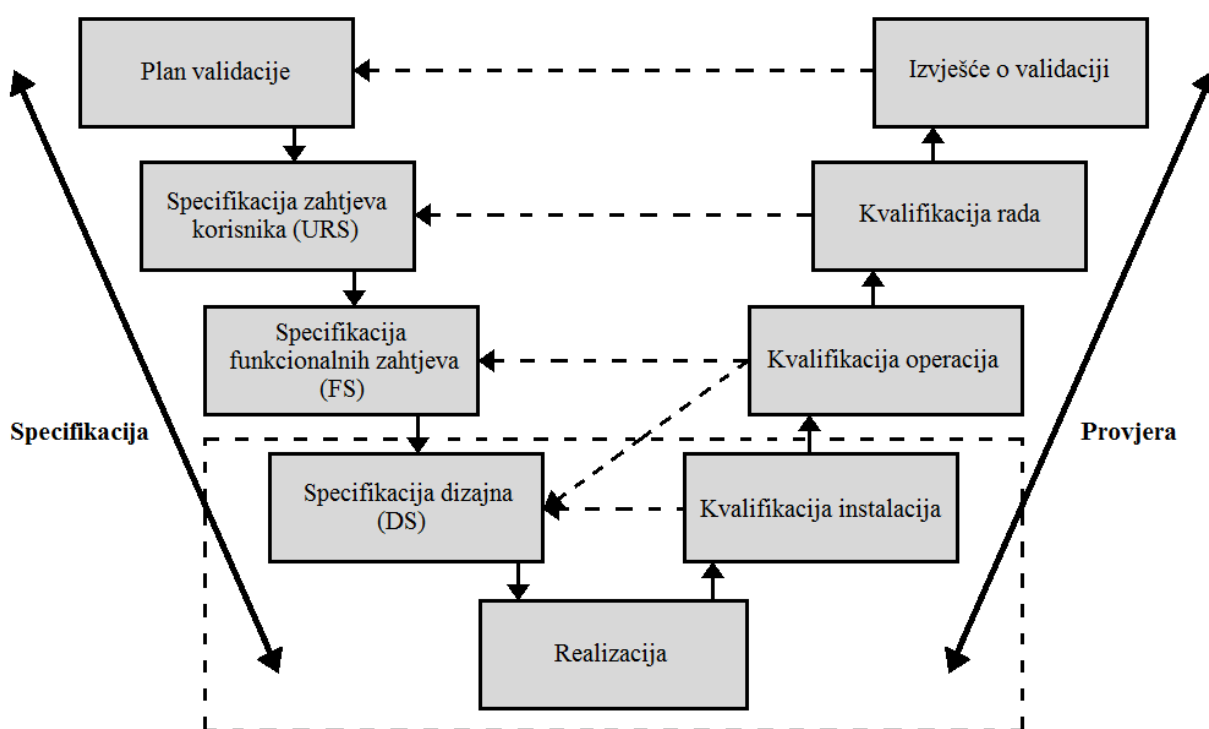 Plan validacije
Izvješće o validaciji
Specifikacija zahtjeva
korisnika (URS)
Kvalifikacija rada
Specifikacija
funkcionalnih zahtjeva
(FS)
Kvalifikacija operacija
Specifikacija
Provjera
Specifikacija dizajna
(DS)
Kvalifikacija instalacija
Realizacija